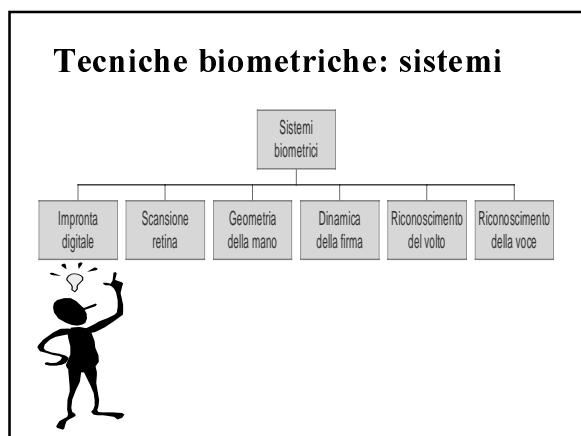 Tecniche biometriche: sistemi
Sistemi
biometrici
Impronta
digitale
Scansione
retina
Geometria
della mano
Dinamica
della firma
Riconoscimento
del volto
Riconoscimento
della voce